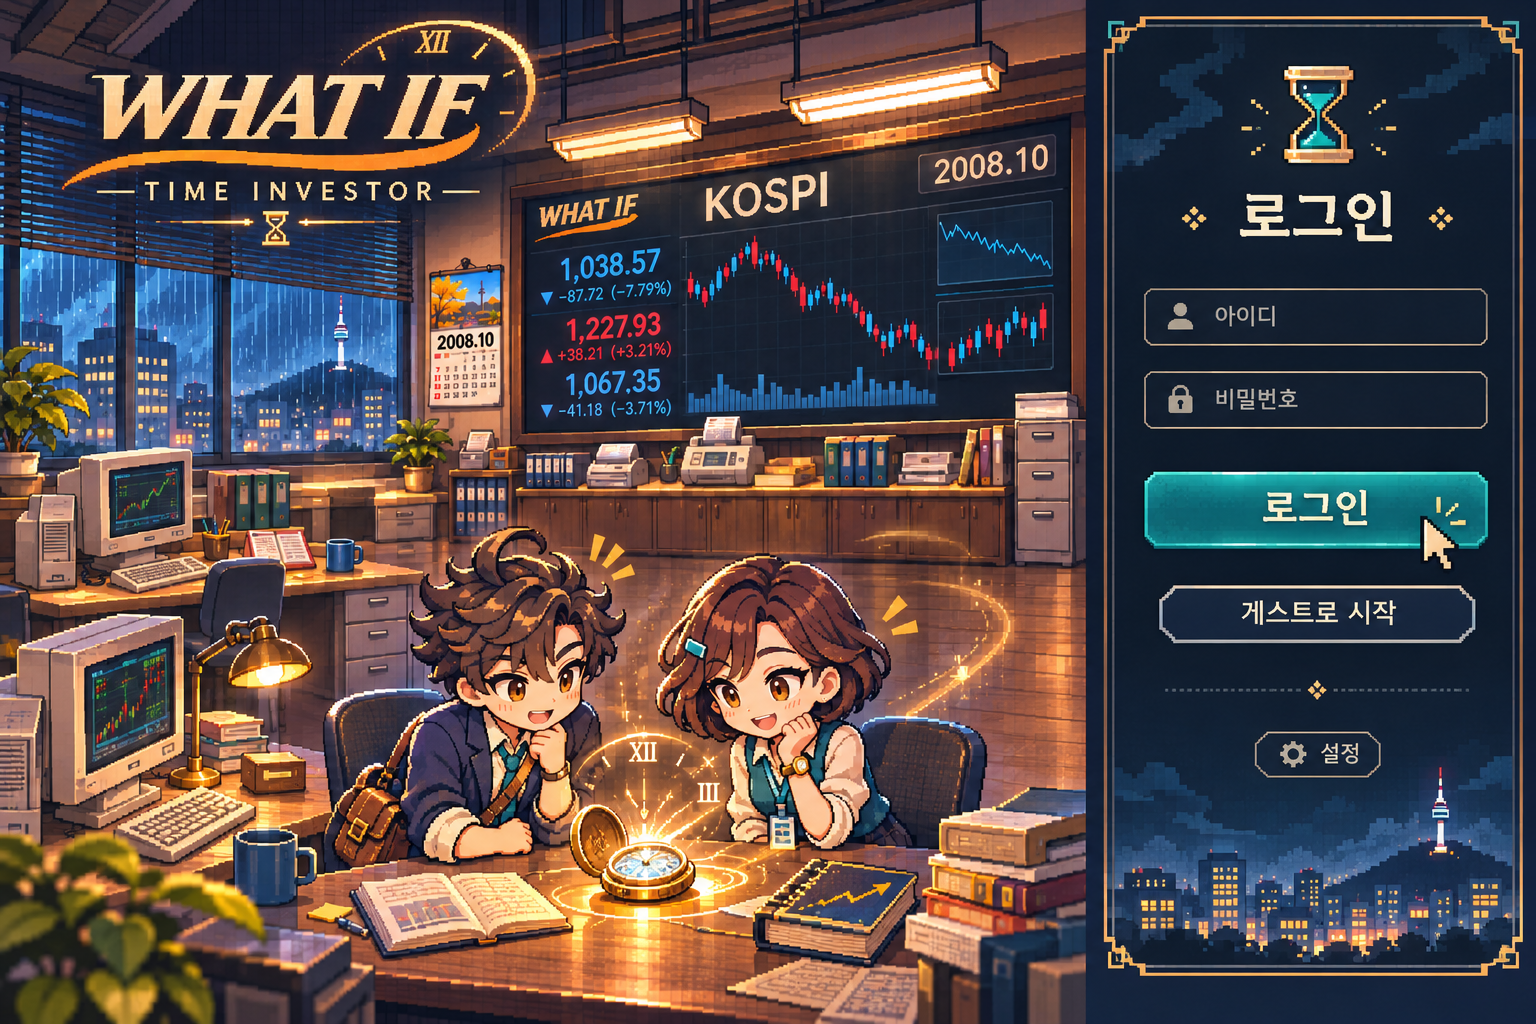 XII
WHAT IF
TIME INVESTOR
WHAT IF
KOSPI
2008.10
1,038.57
▼ -87.72 (-7.79%)
1,227.93
▲ +38.21 (+3.21%)
1,067.35
▼ -41.18 (-3.71%)
2008.10
XII
III
로그인
아이디
비밀번호
로그인
게스트로 시작
설정